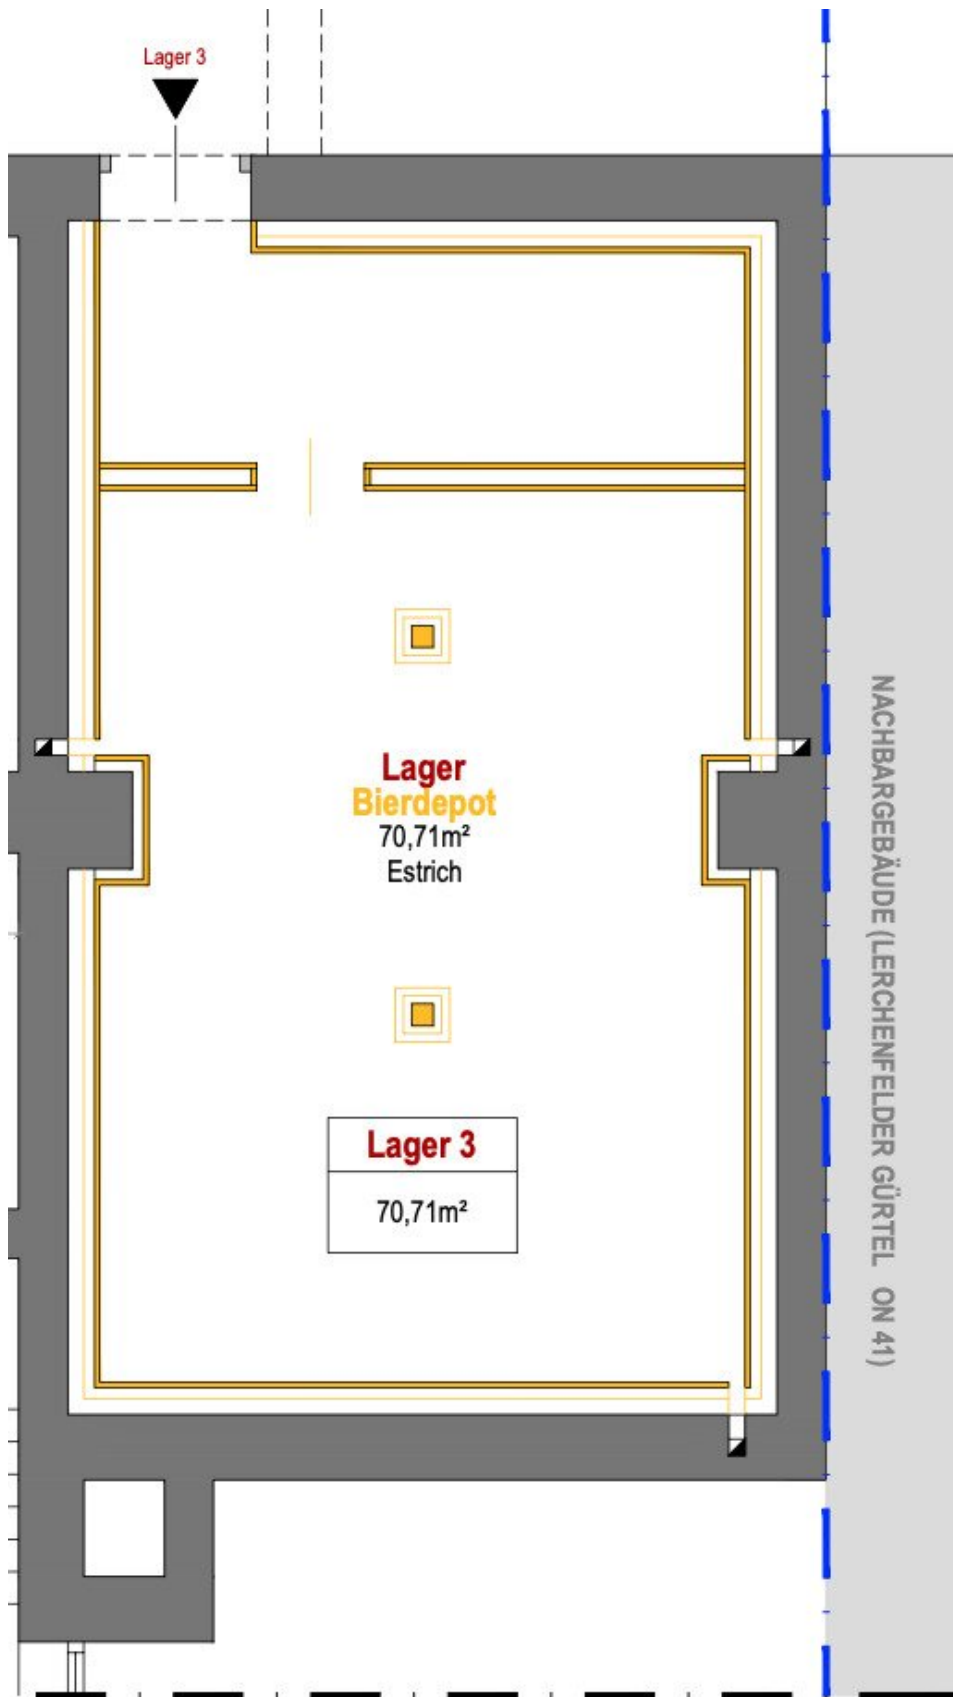 Lager 3
Lager
Bierdepot
70,71m²
Estrich
Lager 3
70,71m²
NACHBARGEBÄUDE (LERCHENFELDER GÜRTEL ON 41)